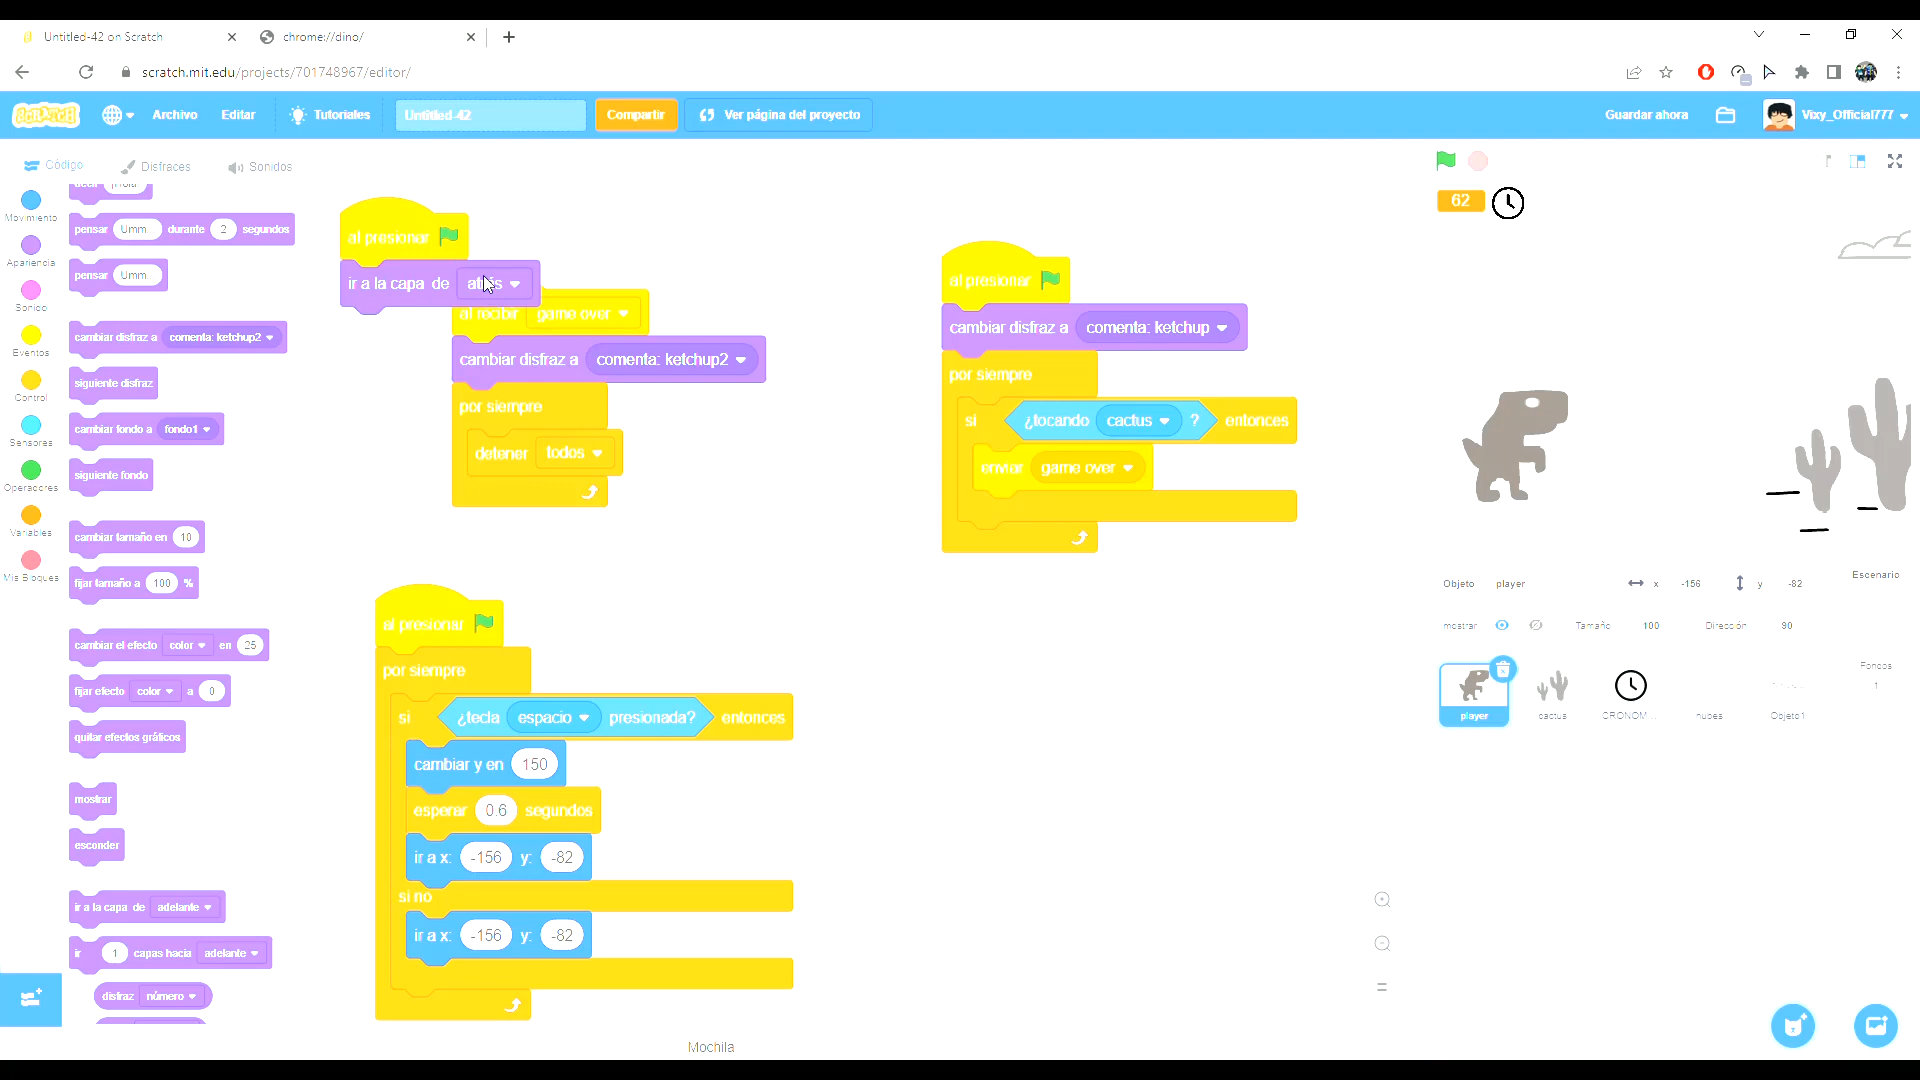 Untitled-42 on Scratch
chrome://dino/
scratch.mit.edu/projects/701748967/editor/
SCRATCH
Archivo
Editar
Tutoriales
Untitled-42
Compartir
Ver página del proyecto
Guardar ahora
Vixy_Official777
Código
Disfraces
Sonidos
Movimiento
Apariencia
Sonido
Eventos
Control
Sensores
Operadores
Variables
Mis Bloques
pensar Umm... durante 2 segundos
pensar Umm...
cambiar disfraz a comenta: ketchup2
siguiente disfraz
cambiar fondo a fondo1
siguiente fondo
cambiar tamaño en 10
fijar tamaño a 100 %
cambiar el efecto color en 25
fijar efecto color a 0
quitar efectos gráficos
mostrar
esconder
ir a la capa de adelante
ir 1 capas hacia adelante
disfraz número
al presionar
ir a la capa de atrás
al recibir game over
cambiar disfraz a comenta: ketchup2
por siempre
detener todos
al presionar
cambiar disfraz a comenta: ketchup
por siempre
si ¿tocando cactus ? entonces
enviar game over
al presionar
por siempre
si ¿tecla espacio presionada? entonces
cambiar y en 150
esperar 0.6 segundos
ir a x: -156 y: -82
si no
ir a x: -156 y: -82
62
Objeto player x -156 y -82
mostrar Tamaño 100 Dirección 90
Escenario
Fondos
1
player
cactus
CRONOM...
nubes
Objeto1
Mochila